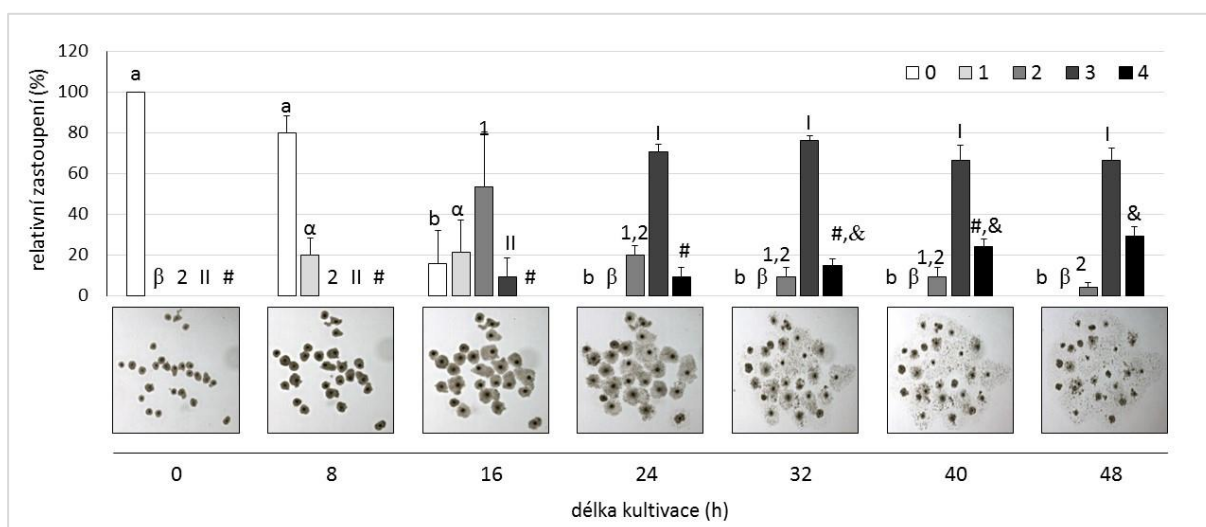 relativní zastoupení (%)
120
100
80
60
40
20
0
0 1 2 3 4
a β 2 II #
a α 2 II #
b α 1 II #
b β 1,2 I #
b β 1,2 I #,&
b β 1,2 I #,&
b β 2 I &
0 8 16 24 32 40 48
délka kultivace (h)